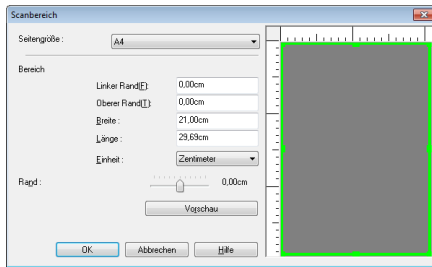 Scanbereich
Seitengröße :
A4
Bereich
Linker Rand(F):
0,00cm
Oberer Rand(T):
0,00cm
Breite :
21,00cm
Länge :
29,69cm
Einheit :
Zentimeter
Rand :
0,00cm
Vorschau
OK
Abbrechen
Hilfe